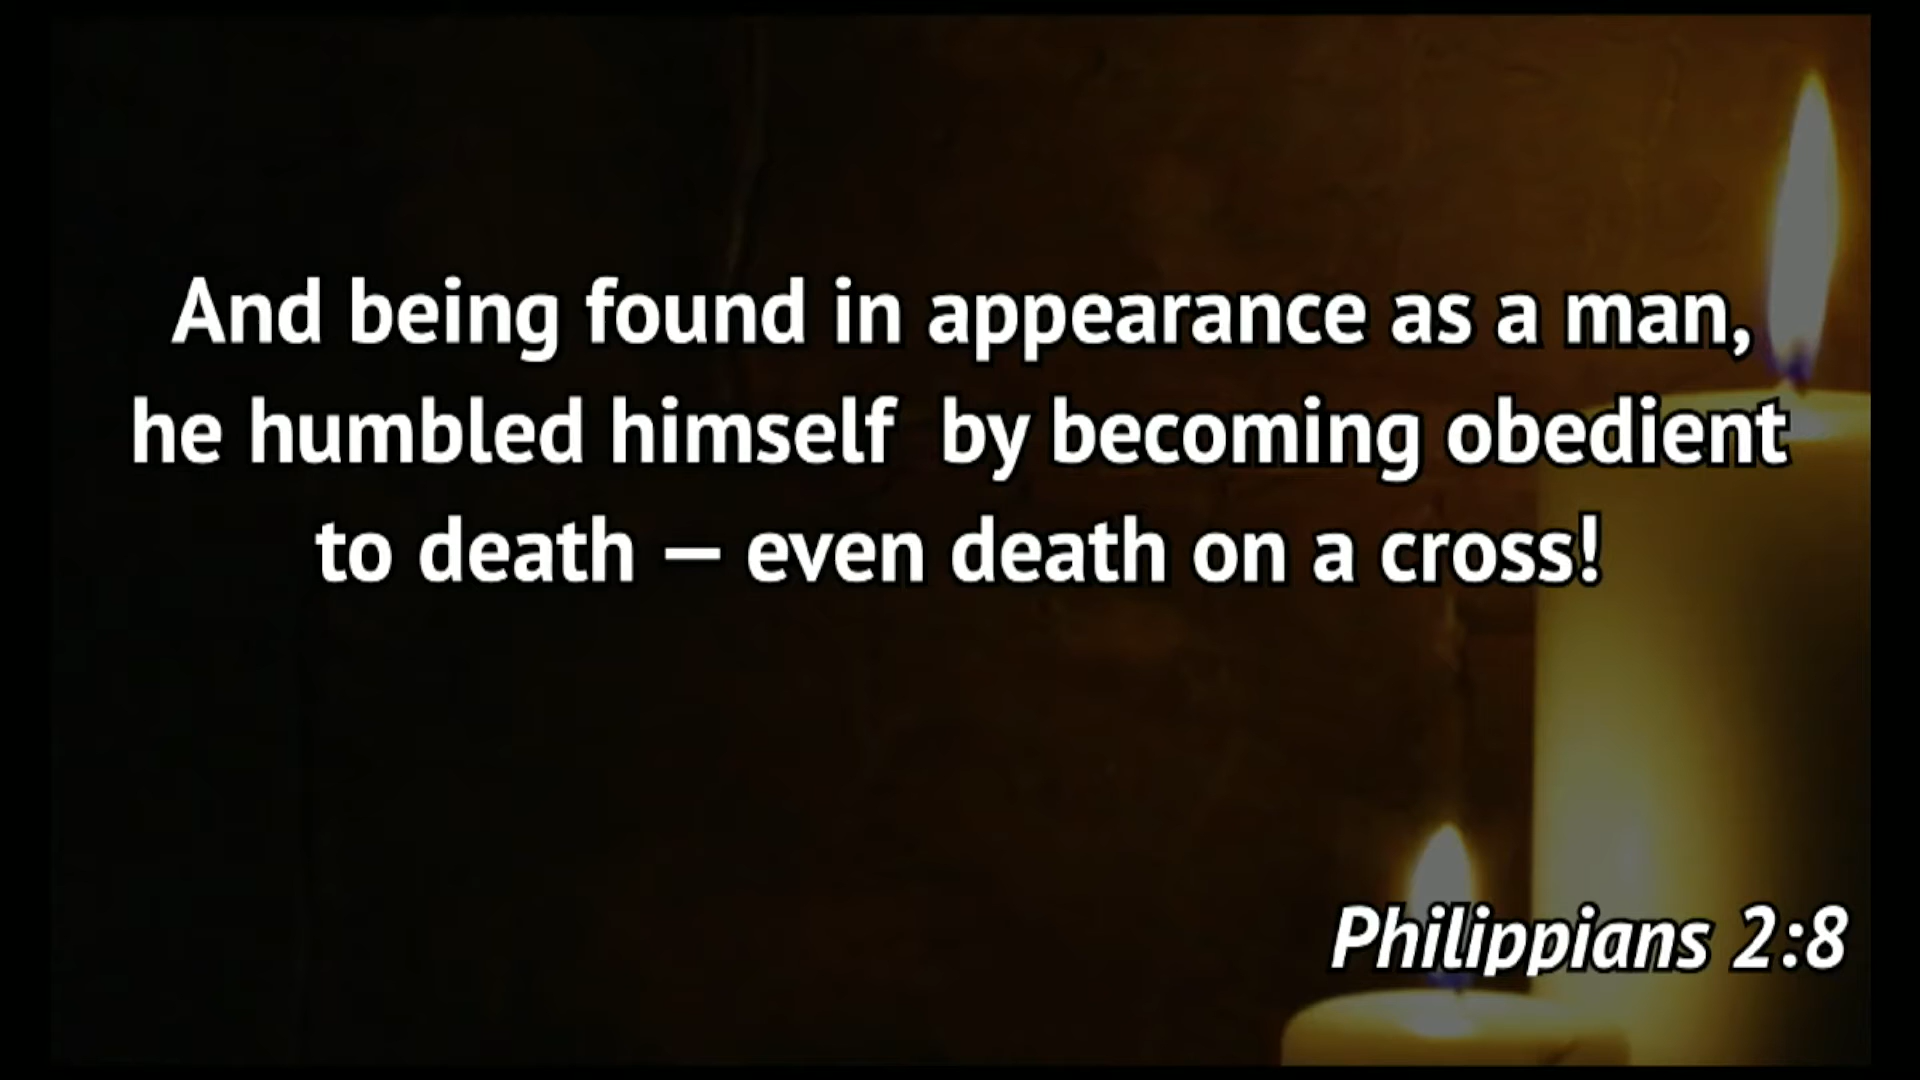 And being found in appearance as a man,
he humbled himself  by becoming obedient
to death — even death on a cross!
Philippians 2:8